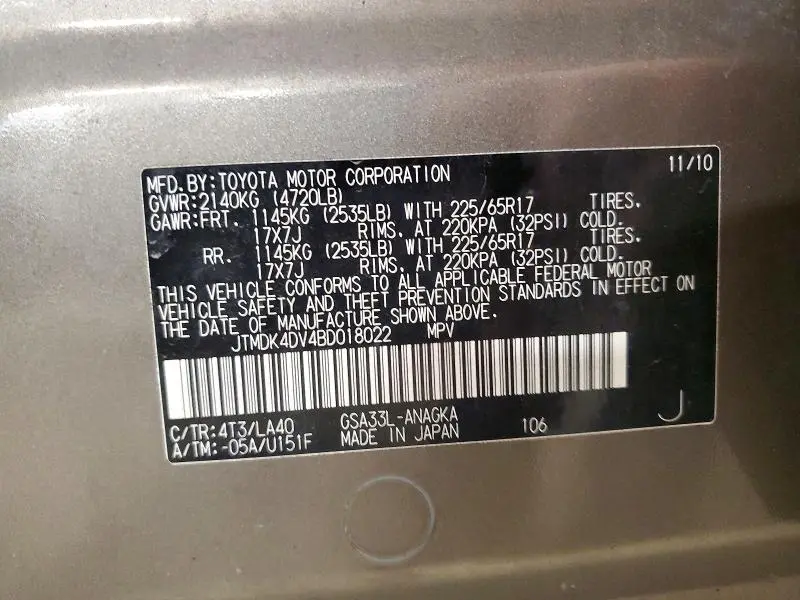 MFD.BY:TOYOTA MOTOR CORPORATION 11/10
GVWR:2140KG (4720LB)
GAWR:FRT. 1145KG (2535LB) WITH 225/65R17 TIRES.
17X7J RIMS. AT 220KPA (32PSI) COLD.
RR. 1145KG (2535LB) WITH 225/65R17 TIRES.
17X7J RIMS. AT 220KPA (32PSI) COLD.
THIS VEHICLE CONFORMS TO ALL APPLICABLE FEDERAL MOTOR
VEHICLE SAFETY AND THEFT PREVENTION STANDARDS IN EFFECT ON
THE DATE OF MANUFACTURE SHOWN ABOVE.
JTMDK4DV4BD018022 MPV
C/TR:4T3/LA40 GSA33L-ANAGKA
A/TM:-05A/U151F MADE IN JAPAN 106 J